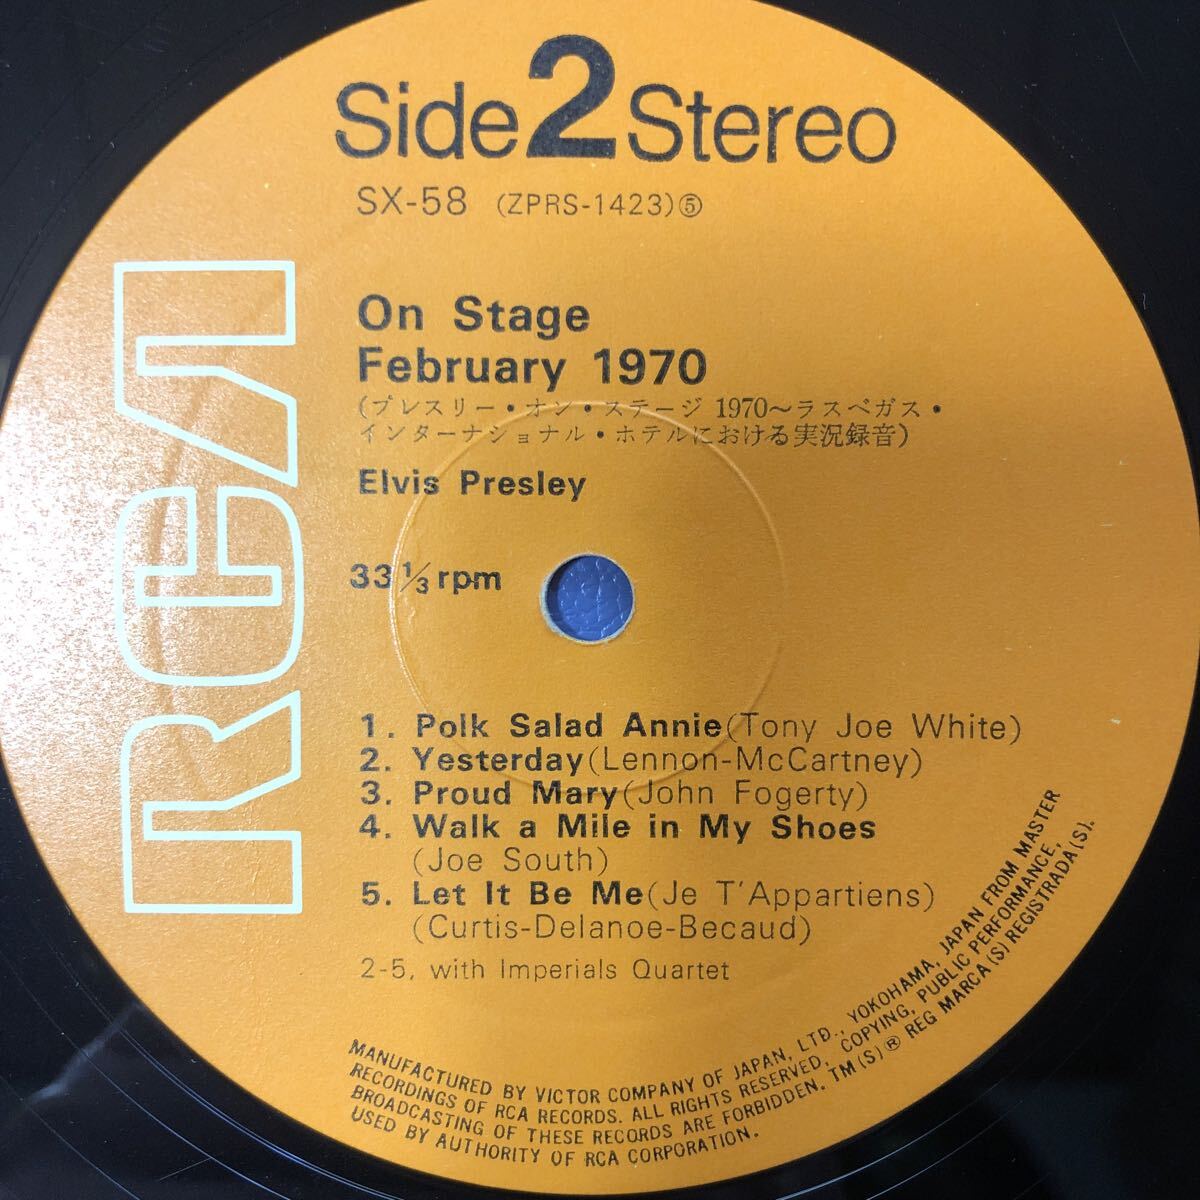 Side 2 Stereo
SX-58 (ZPRS-1423)⑤
RCA
On Stage
February 1970
(プレスリー・オン・ステージ 1970〜ラスベガス・
インターナショナル・ホテルにおける実況録音)
Elvis Presley
33 1/3 rpm
1. Polk Salad Annie(Tony Joe White)
2. Yesterday(Lennon-McCartney)
3. Proud Mary(John Fogerty)
4. Walk a Mile in My Shoes
(Joe South)
5. Let It Be Me(Je T'Appartiens)
(Curtis-Delanoe-Becaud)
2-5, with Imperials Quartet
MANUFACTURED BY VICTOR COMPANY OF JAPAN, LTD., YOKOHAMA, JAPAN FROM MASTER
RECORDINGS OF RCA RECORDS. ALL RIGHTS RESERVED, COPYING, PUBLIC PERFORMANCE,
BROADCASTING OF THESE RECORDS ARE FORBIDDEN. TM(S)® REG MARCA(S) REGISTRADA(S).
USED BY AUTHORITY OF RCA CORPORATION.